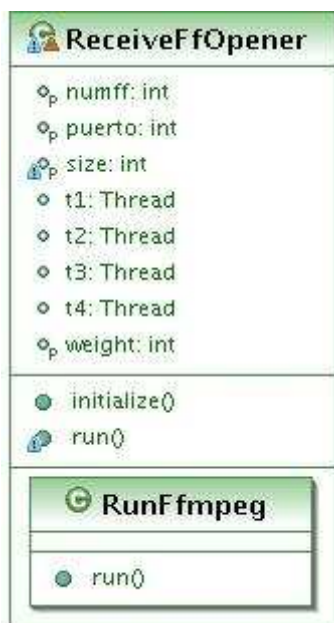 ReceiveFfOpener
numff: int
puerto: int
size: int
t1: Thread
t2: Thread
t3: Thread
t4: Thread
weight: int
initialize()
run()
RunFfmpeg
run()